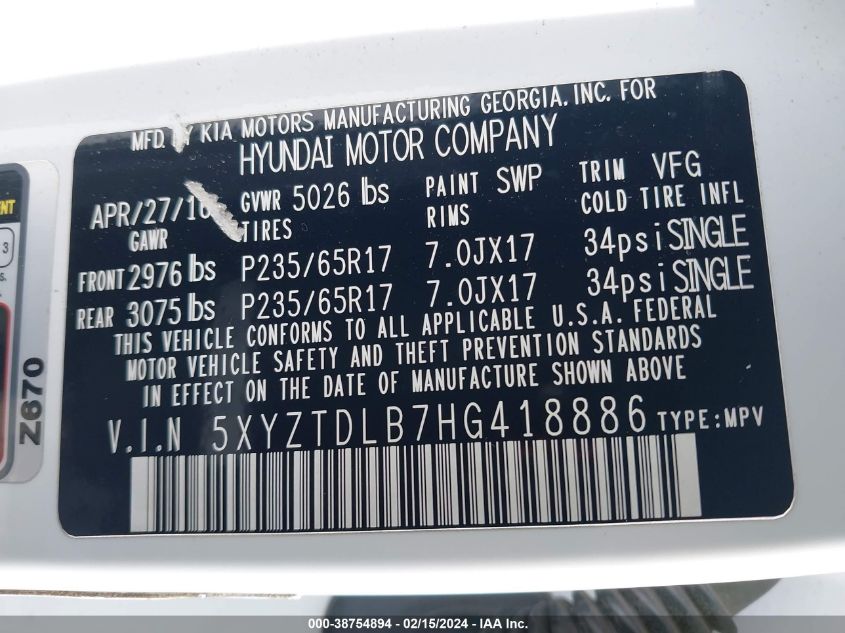 MFD. BY KIA MOTORS MANUFACTURING GEORGIA. INC. FOR
HYUNDAI MOTOR COMPANY
APR/27/16 GVWR 5026 lbs PAINT SWP TRIM VFG
GAWR TIRES RIMS COLD TIRE INFL
FRONT 2976 lbs P235/65R17 7.0JX17 34psi SINGLE
REAR 3075 lbs P235/65R17 7.0JX17 34psi SINGLE
THIS VEHICLE CONFORMS TO ALL APPLICABLE U.S.A. FEDERAL
MOTOR VEHICLE SAFETY AND THEFT PREVENTION STANDARDS
IN EFFECT ON THE DATE OF MANUFACTURE SHOWN ABOVE
V.I.N 5XYZTDLB7HG418886 TYPE:MPV
Z670
3
000-38754894 - 02/15/2024 - IAA Inc.